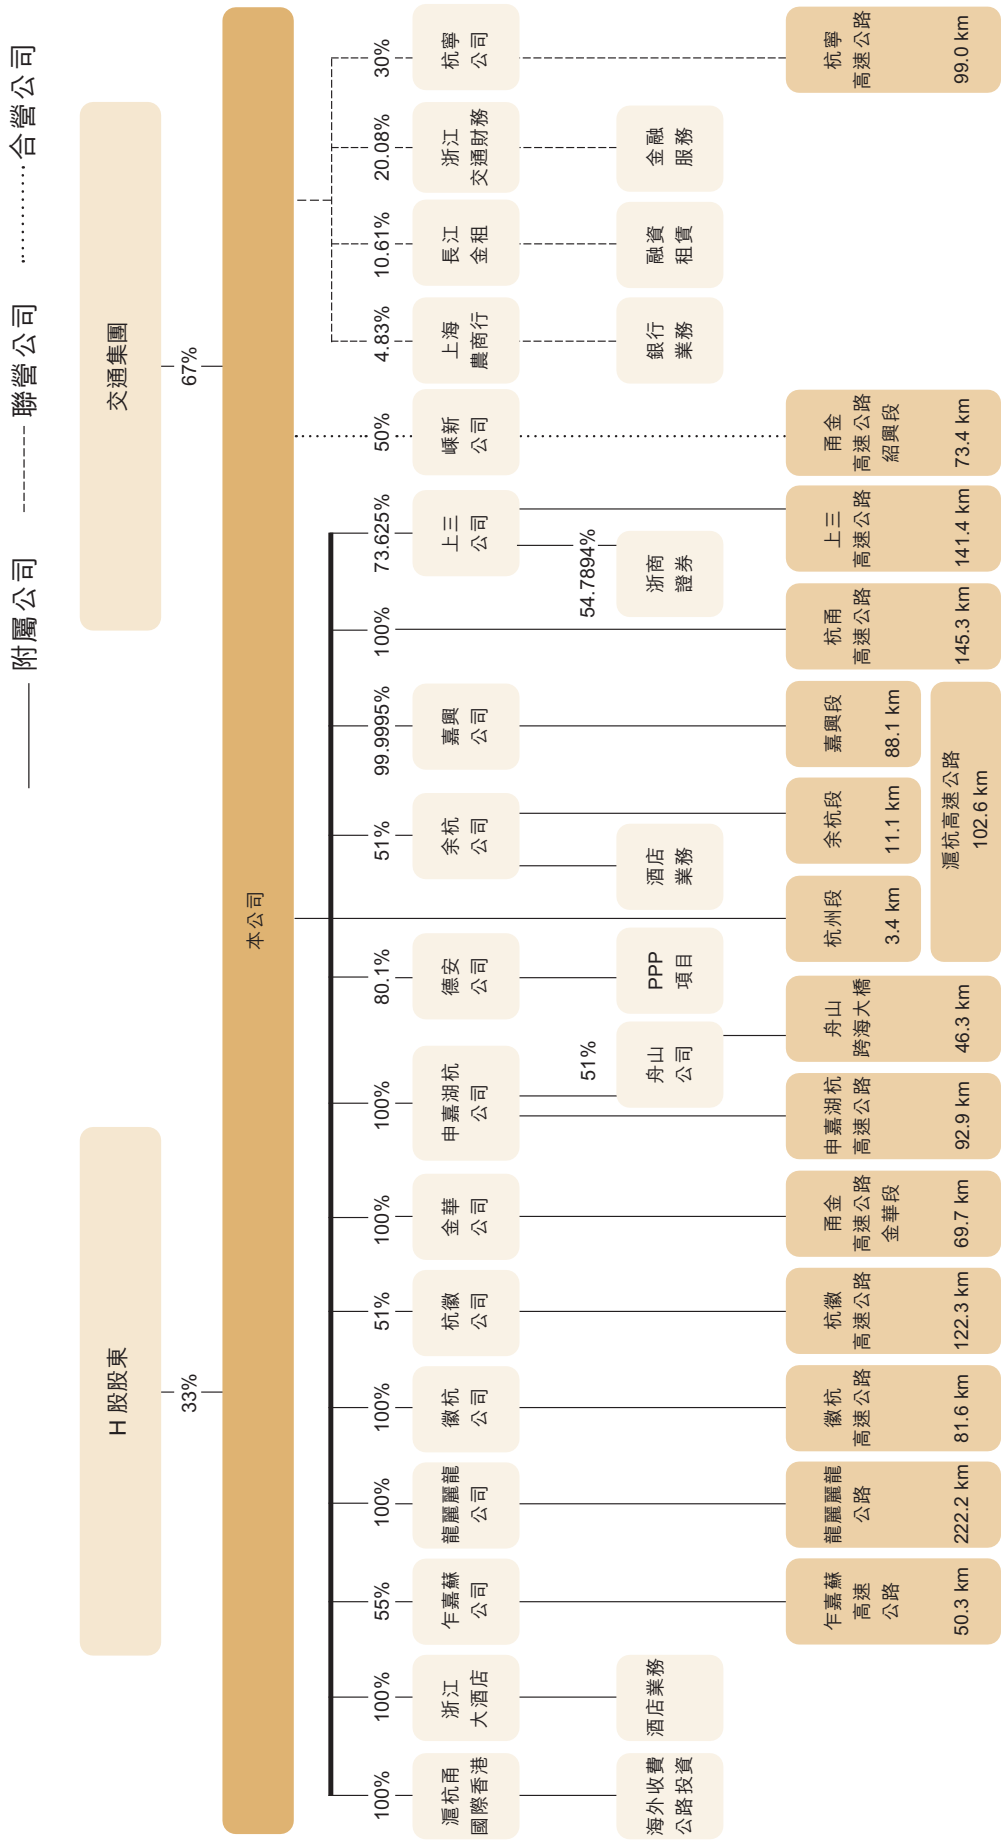 附屬公司
聯營公司
合營公司
H 股股東
交通集團
33%
67%
本公司
100%
100%
55%
100%
100%
51%
100%
100%
80.1%
51%
99.9995%
100%
73.625%
50%
4.83%
10.61%
20.08%
30%
滬杭甬
國際香港
浙江
大酒店
乍嘉蘇
公司
龍麗麗龍
公司
徽杭
公司
杭徽
公司
金華
公司
申嘉湖杭
公司
德安
公司
余杭
公司
嘉興
公司
上三
公司
嵊新
公司
上海
農商行
長江
金租
浙江
交通財務
杭寧
公司
51%
54.7894%
海外收費
公路投資
酒店業務
舟山
公司
PPP
項目
酒店
業務
浙商
證券
銀行
業務
融資
租賃
金融
服務
乍嘉蘇
高速
公路
50.3 km
龍麗麗龍
公路
222.2 km
徽杭
高速公路
81.6 km
杭徽
高速公路
122.3 km
甬金
高速公路
金華段
69.7 km
申嘉湖杭
高速公路
92.9 km
舟山
跨海大橋
46.3 km
杭州段
3.4 km
余杭段
11.1 km
嘉興段
88.1 km
滬杭高速公路
102.6 km
杭甬
高速公路
145.3 km
上三
高速公路
141.4 km
甬金
高速公路
紹興段
73.4 km
杭寧
高速公路
99.0 km